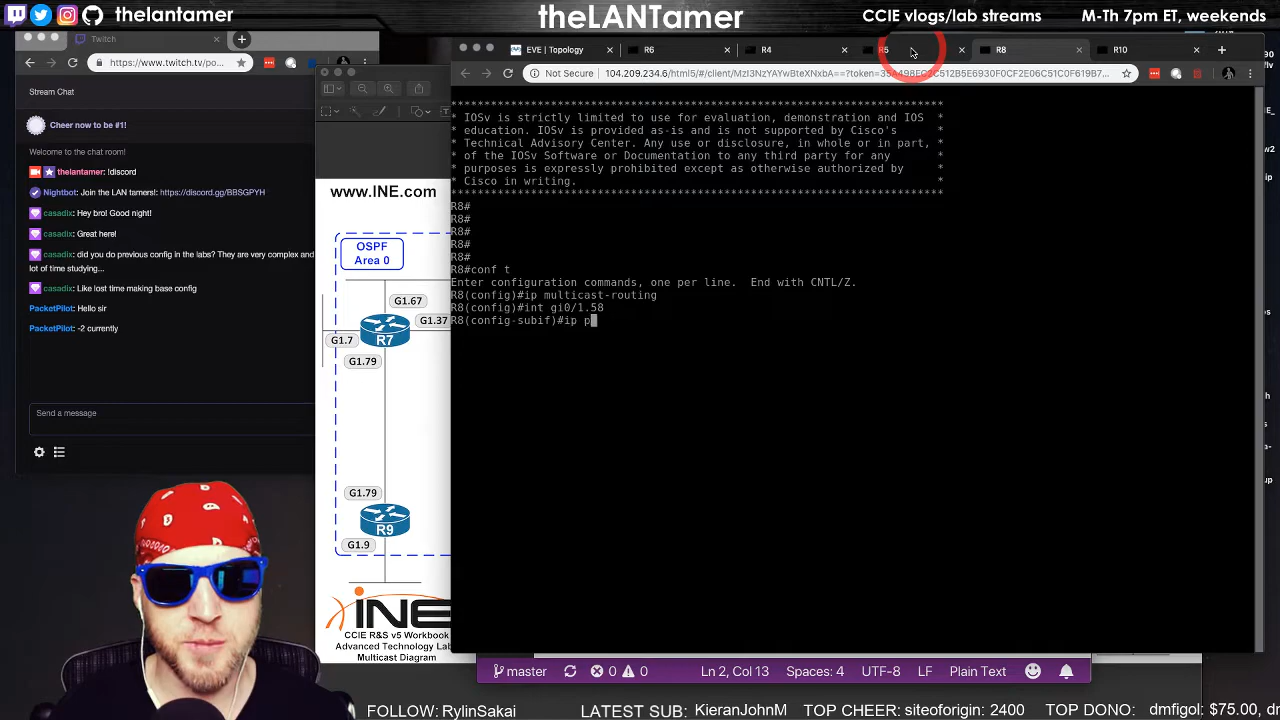 thelantamer
theLANTamer
CCIE vlogs/lab streams
M-Th 7pm ET, weekends
Twitch
https://www.twitch.tv/po
Stream Chat
Cheer now to be #1!
Welcome to the chat room!
thelantamer: !discord
Nightbot: Join the LAN tamers! https://discord.gg/BBSGPYH
casadix: Hey bro! Good night!
casadix: Great here!
casadix: did you do previous config in the labs? They are very complex and
lot of time studying...
casadix: Like lost time making base config
PacketPilot: Hello sir
PacketPilot: -2 currently
Send a message
www.INE.com
OSPF
Area 0
G1.67
R7
G1.37
G1.7
G1.79
G1.79
R9
G1.9
INE
CCIE R&S v5 Workbook
Advanced Technology Lab
Multicast Diagram
EVE | Topology
R6
R4
R5
R8
R10
Not Secure
**********************************************************************
* IOSv is strictly limited to use for evaluation, demonstration and IOS *
* education. IOSv is provided as-is and is not supported by Cisco's *
* Technical Advisory Center. Any use or disclosure, in whole or in part, *
* of the IOSv Software or Documentation to any third party for any *
* purposes is expressly prohibited except as otherwise authorized by *
* Cisco in writing. *
**********************************************************************
R8#
R8#
R8#
R8#
R8#
R8#conf t
Enter configuration commands, one per line. End with CNTL/Z.
R8(config)#ip multicast-routing
R8(config)#int gi0/1.58
R8(config-subif)#ip p
master
0
0
Ln 2, Col 13
Spaces: 4
UTF-8
LF
Plain Text
FOLLOW: RylinSakai
LATEST SUB: KieranJohnM
TOP CHEER: siteoforigin: 2400
TOP DONO: dmfigol: $75.00, dm